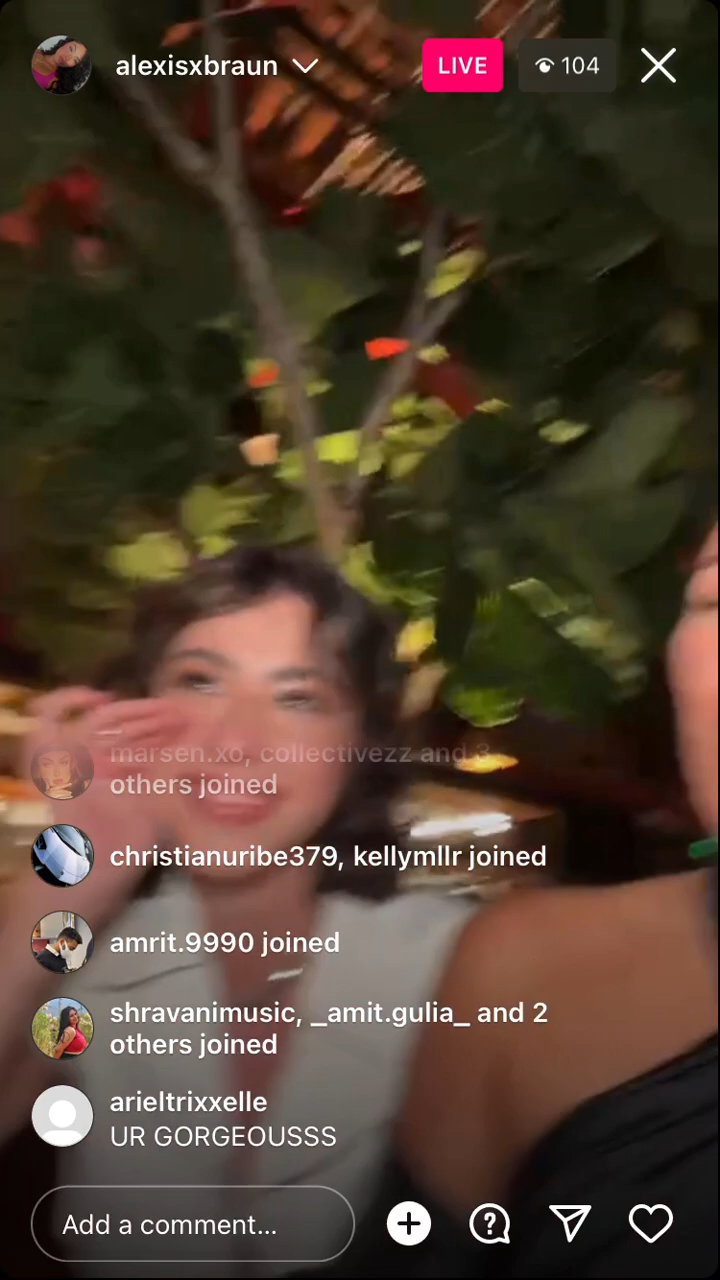 alexisxbraun
LIVE
104
marsen.xo, collectivezz and 3
others joined
christianuribe379, kellymllr joined
amrit.9990 joined
shravanimusic, _amit.gulia_ and 2
others joined
arieltrixxelle
UR GORGEOUSSS
Add a comment...